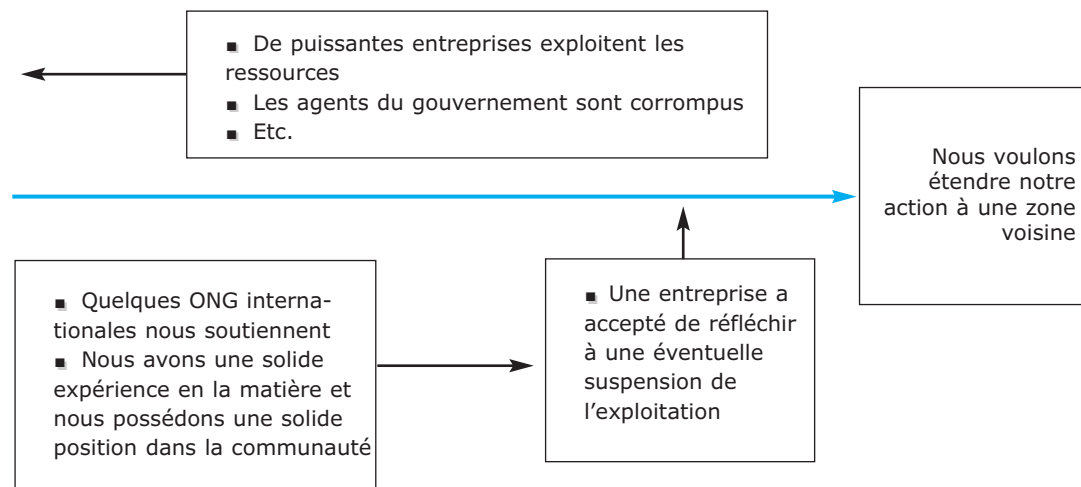 ▪ De puissantes entreprises exploitent les
ressources
▪ Les agents du gouvernement sont corrompus
▪ Etc.
Nous voulons
étendre notre
action à une zone
voisine
▪ Quelques ONG interna-
tionales nous soutiennent
▪ Nous avons une solide
expérience en la matière et
nous possédons une solide
position dans la communauté
▪ Une entreprise a
accepté de réfléchir
à une éventuelle
suspension de
l’exploitation